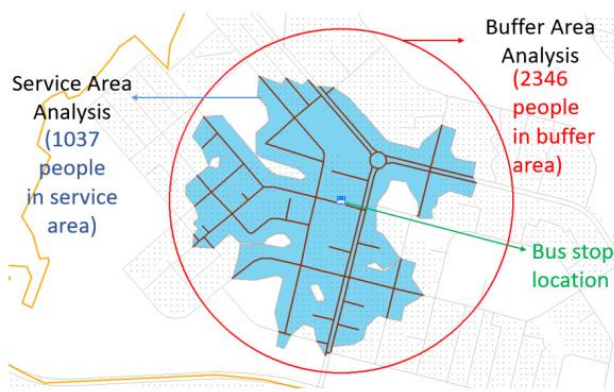 Service Area
Analysis
(1037
people
in service
area)
Buffer Area
Analysis
(2346
people
in buffer
area)
Bus stop
location